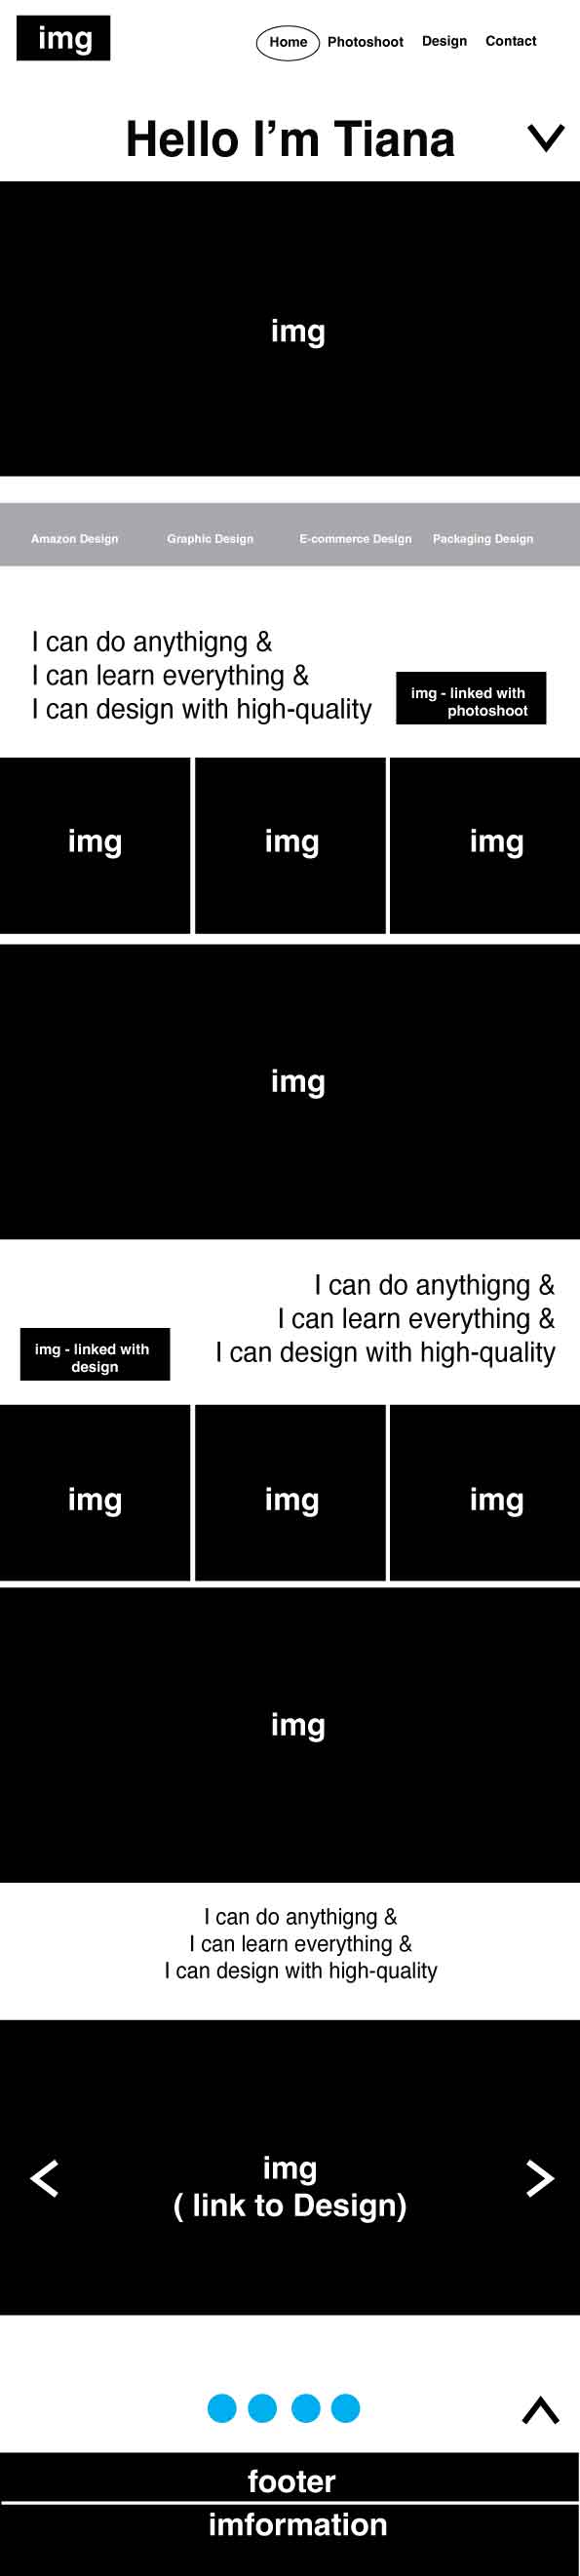 img
Home Photoshoot Design Contact
Hello I’m Tiana
img
Amazon Design Graphic Design E-commerce Design Packaging Design
I can do anythigng &
I can learn everything &
I can design with high-quality
img - linked with
photoshoot
img img img
img
I can do anythigng &
I can learn everything &
I can design with high-quality
img - linked with
design
img img img
img
I can do anythigng &
I can learn everything &
I can design with high-quality
img
( link to Design)
footer
imformation